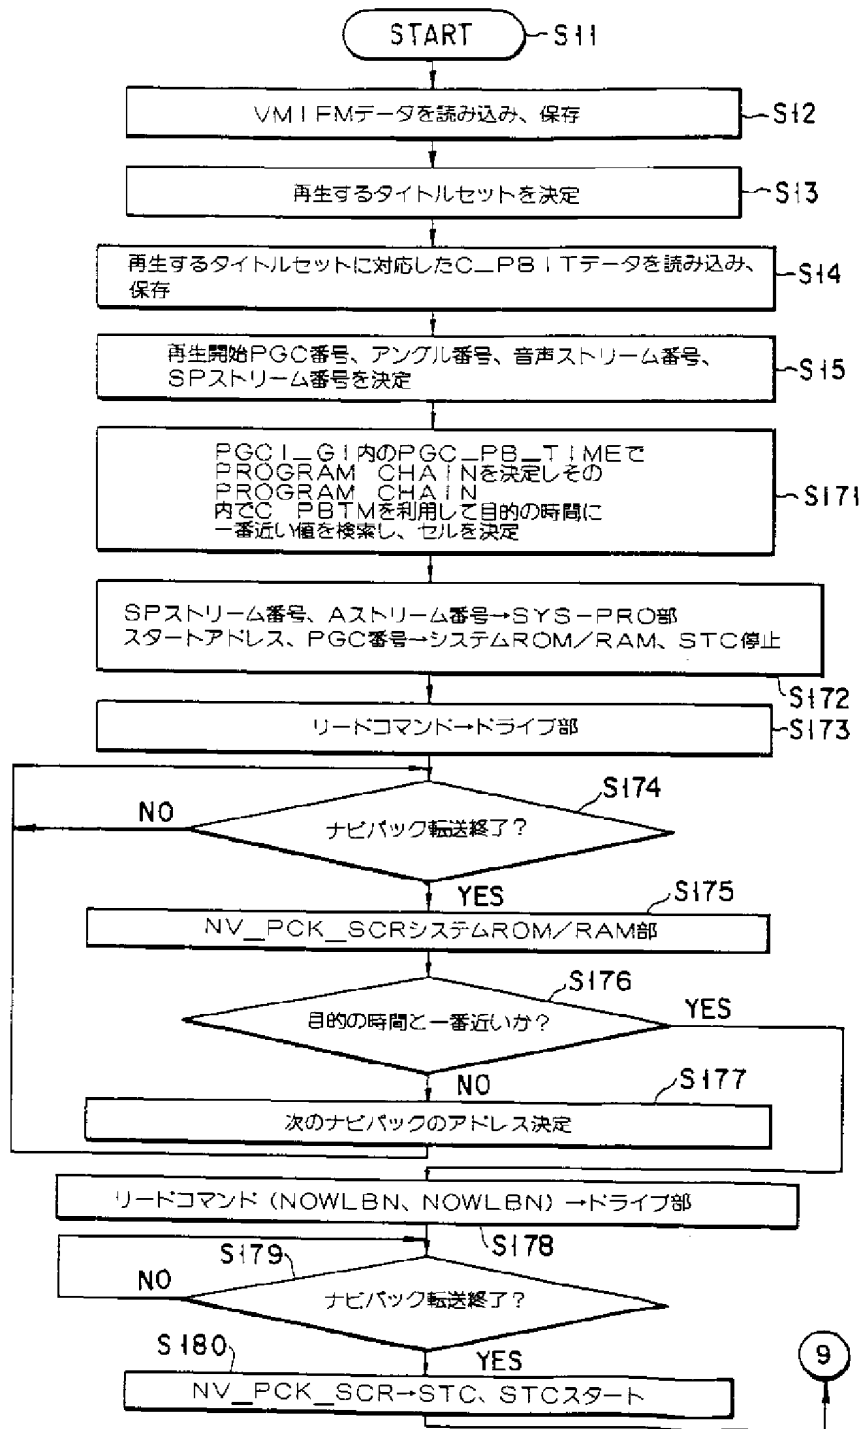 START
S11
VMIFMデータを読み込み、保存
S12
再生するタイトルセットを決定
S13
再生するタイトルセットに対応したC_PBITデータを読み込み、
保存
S14
再生開始PGC番号、アングル番号、音声ストリーム番号、
SPストリーム番号を決定
S15
PGCI_GI内のPGC_PB_TIMEで
PROGRAM CHAINを決定しその
PROGRAM CHAIN
内でC PBTMを利用して目的の時間に
一番近い値を検索し、セルを決定
S171
SPストリーム番号、Aストリーム番号→SYS-PRO部
スタートアドレス、PGC番号→システムROM/RAM、STC停止
S172
リードコマンド→ドライブ部
S173
S174
NO
ナビパック転送終了?
YES
S175
NV_PCK_SCRシステムROM/RAM部
S176
目的の時間と一番近いか?
YES
NO
S177
次のナビパックのアドレス決定
リードコマンド(NOWLBN、NOWLBN)→ドライブ部
S178
S179
NO
ナビパック転送終了?
YES
S180
NV_PCK_SCR→STC、STCスタート
9